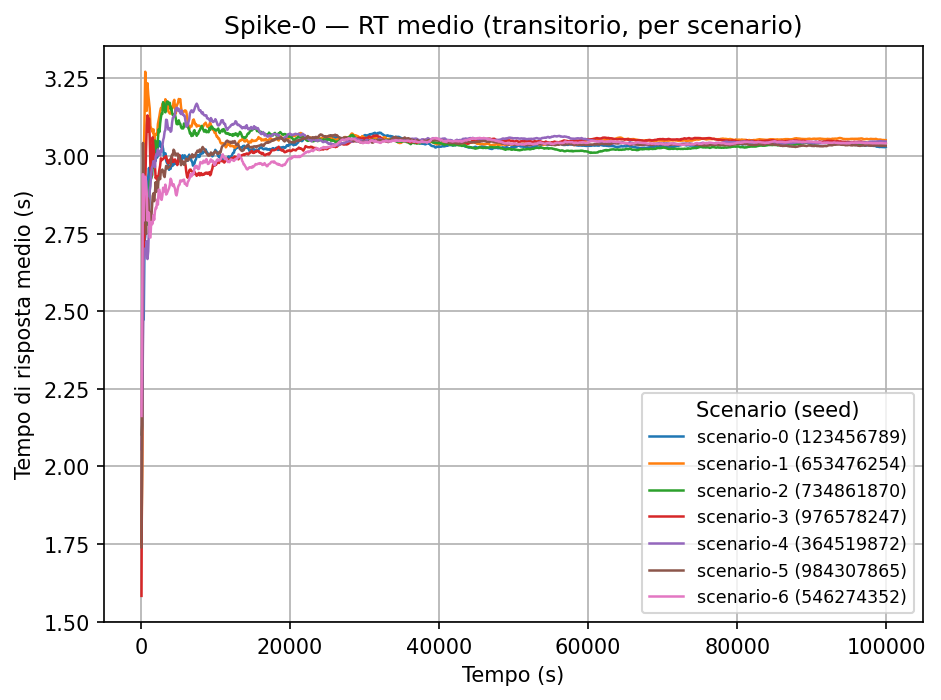 Spike-0 — RT medio (transitorio, per scenario)
Tempo di risposta medio (s)
3.25
3.00
2.75
2.50
2.25
2.00
1.75
1.50
0 20000 40000 60000 80000 100000
Tempo (s)
Scenario (seed)
scenario-0 (123456789)
scenario-1 (653476254)
scenario-2 (734861870)
scenario-3 (976578247)
scenario-4 (364519872)
scenario-5 (984307865)
scenario-6 (546274352)